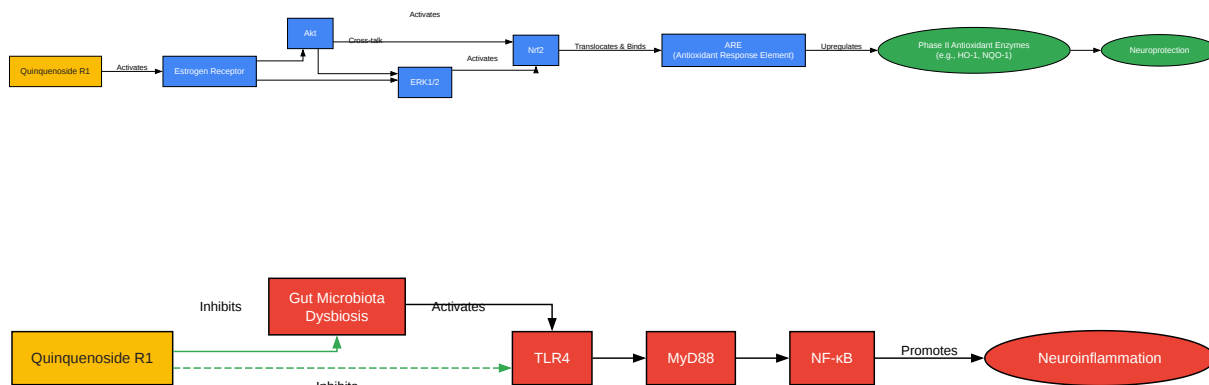 Activates
Akt
Cross-talk
Nrf2
Translocates & Binds
ARE
(Antioxidant Response Element)
Upregulates
Phase II Antioxidant Enzymes
(e.g., HO-1, NQO-1)
Neuroprotection
Quinquenoside R1
Activates
Estrogen Receptor
Activates
ERK1/2
Inhibits
Gut Microbiota
Dysbiosis
Activates
Quinquenoside R1
TLR4
MyD88
NF-κB
Promotes
Neuroinflammation
Inhibits